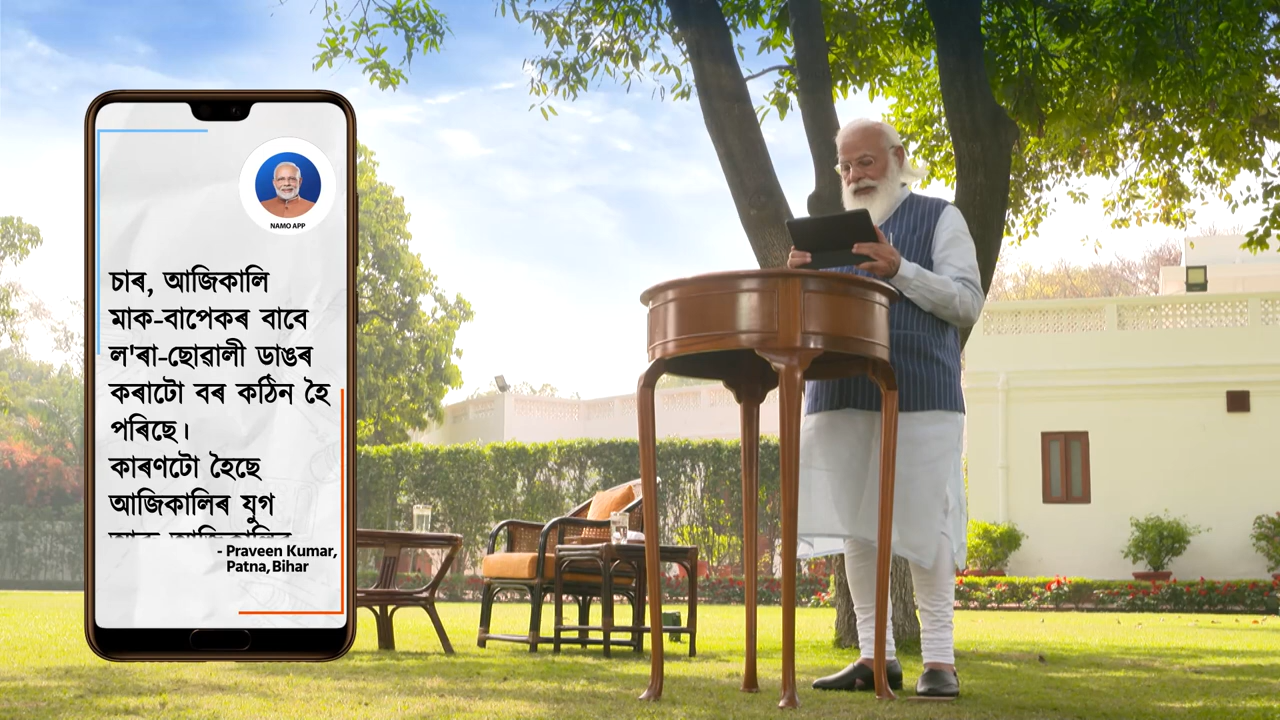 NAMO APP
চাৰ, আজিকালি
মাক-বাপেকৰ বাবে
ল'ৰা-ছোৱালী ডাঙৰ
কৰাটো বৰ কঠিন হৈ
পৰিছে।
কাৰণটো হৈছে
আজিকালিৰ যুগ
- Praveen Kumar,
Patna, Bihar